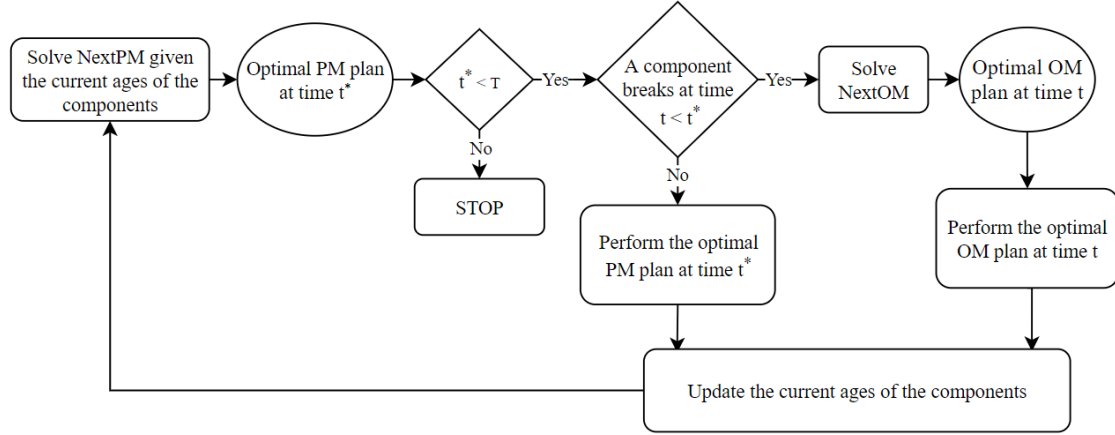 Solve NextPM given
the current ages of the
components
Optimal PM plan
at time t*
t* < T
Yes
A component
breaks at time
t < t*
Yes
Solve
NextOM
Optimal OM
plan at time t
No
STOP
No
Perform the optimal
PM plan at time t*
Perform the optimal
OM plan at time t
Update the current ages of the components